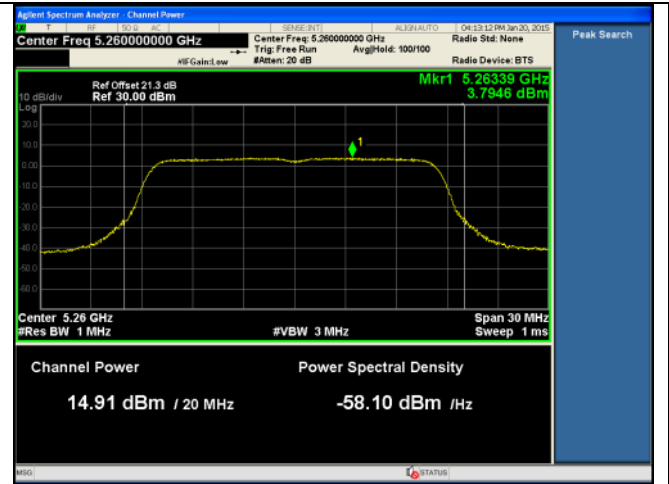 Agilent Spectrum Analyzer - Channel Power
T RF 50 Ω AC SENSE:INT ALIGNAUTO 04:13:12 PM Jan 20, 2015
Center Freq 5.260000000 GHz Center Freq: 5.260000000 GHz Radio Std: None Peak Search
Trig: Free Run Avg|Hold: 100/100
#IFGain:Low #Atten: 20 dB Radio Device: BTS
Ref Offset 21.3 dB Mkr1 5.26339 GHz
10 dB/div Ref 30.00 dBm 3.7946 dBm
Log
20.0
10.0
0.00
-10.0
-20.0
-30.0
-40.0
-50.0
-60.0
1
Center 5.26 GHz Span 30 MHz
#Res BW 1 MHz #VBW 3 MHz Sweep 1 ms
Channel Power Power Spectral Density
14.91 dBm / 20 MHz -58.10 dBm /Hz
MSG STATUS